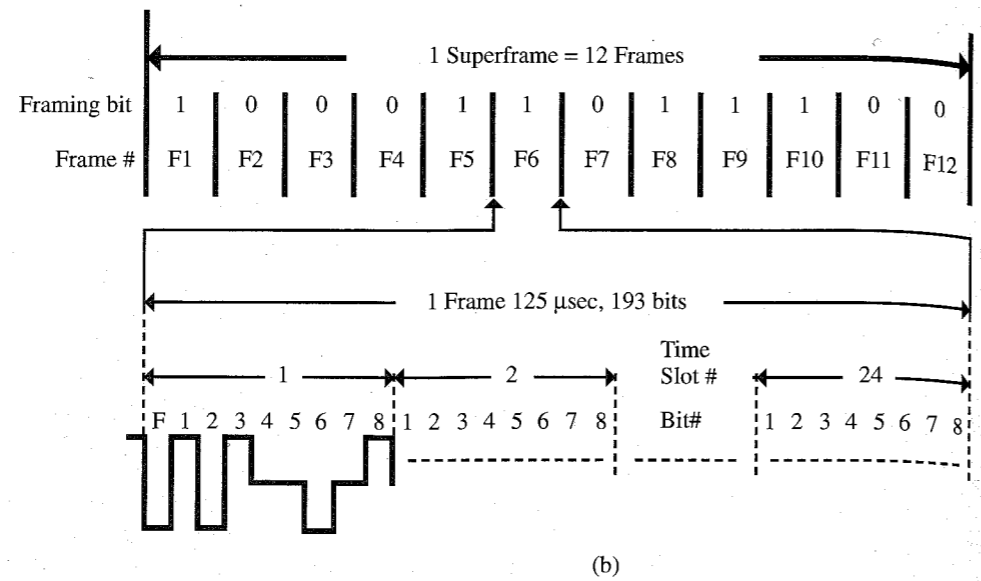 1 Superframe = 12 Frames
Framing bit 1 0 0 0 1 1 0 1 1 1 0 0
Frame # F1 F2 F3 F4 F5 F6 F7 F8 F9 F10 F11 F12
1 Frame 125 μsec, 193 bits
Time
1 2 Slot # 24
F 1 2 3 4 5 6 7 8 1 2 3 4 5 6 7 8 Bit# 1 2 3 4 5 6 7 8
(b)